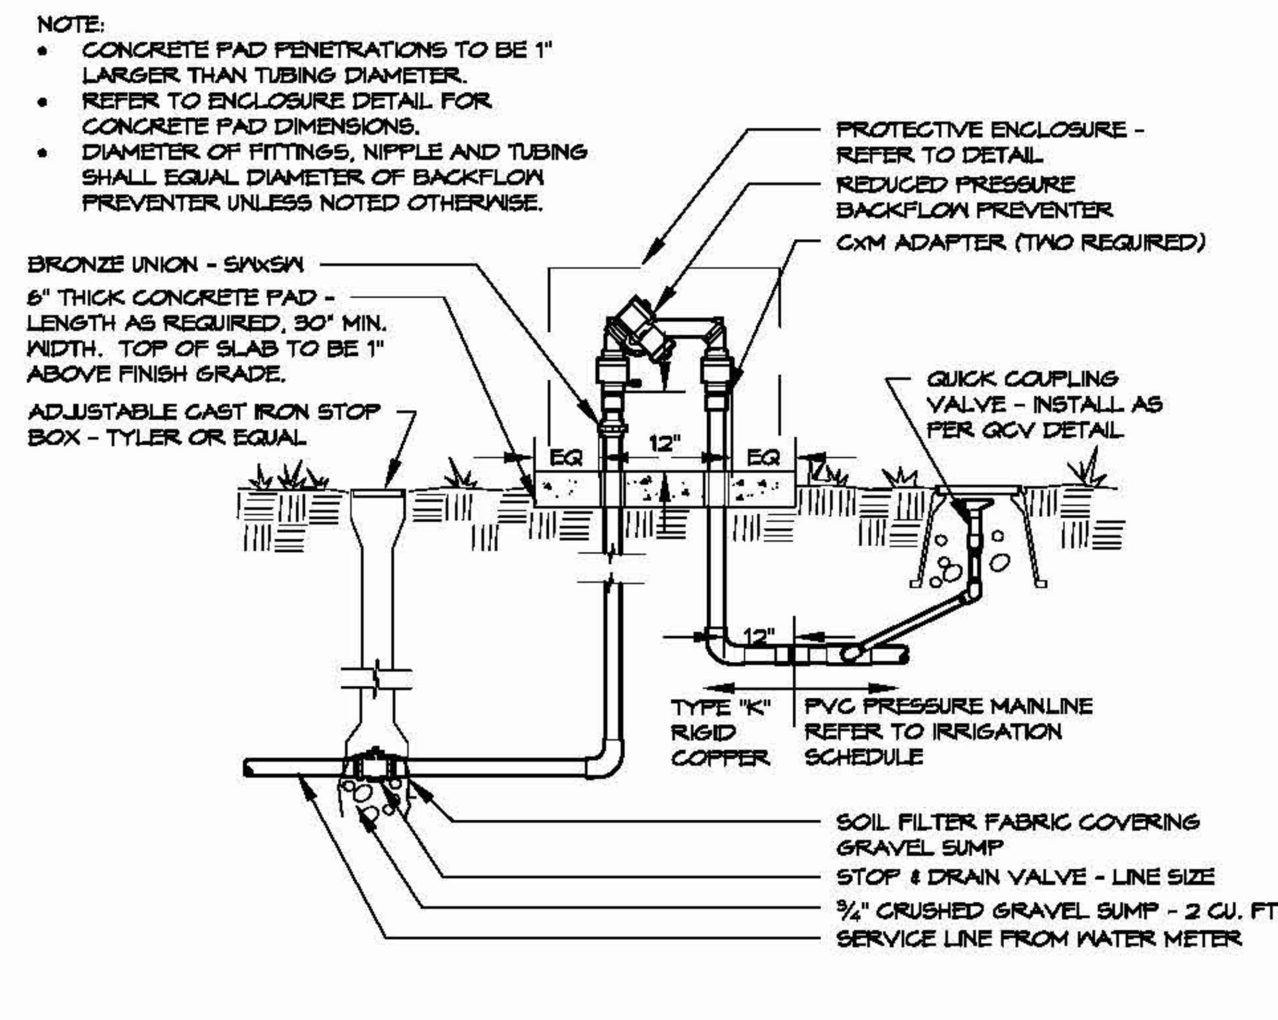 NOTE:
• CONCRETE PAD PENETRATIONS TO BE 1"
LARGER THAN TUBING DIAMETER.
• REFER TO ENCLOSURE DETAIL FOR
CONCRETE PAD DIMENSIONS.
• DIAMETER OF FITTINGS, NIPPLE AND TUBING
SHALL EQUAL DIAMETER OF BACKFLOW
PREVENTER UNLESS NOTED OTHERWISE.
PROTECTIVE ENCLOSURE -
REFER TO DETAIL
REDUCED PRESSURE
BACKFLOW PREVENTER
CxM ADAPTER (TWO REQUIRED)
BRONZE UNION - SWxSW
6" THICK CONCRETE PAD -
LENGTH AS REQUIRED, 30" MIN.
WIDTH. TOP OF SLAB TO BE 1"
ABOVE FINISH GRADE.
ADJUSTABLE CAST IRON STOP
BOX - TYLER OR EQUAL
QUICK COUPLING
VALVE - INSTALL AS
PER QCV DETAIL
EQ 12" EQ
12"
TYPE "K"
RIGID
COPPER
PVC PRESSURE MAINLINE
REFER TO IRRIGATION
SCHEDULE
SOIL FILTER FABRIC COVERING
GRAVEL SUMP
STOP & DRAIN VALVE - LINE SIZE
3/4" CRUSHED GRAVEL SUMP - 2 CU. FT
SERVICE LINE FROM WATER METER